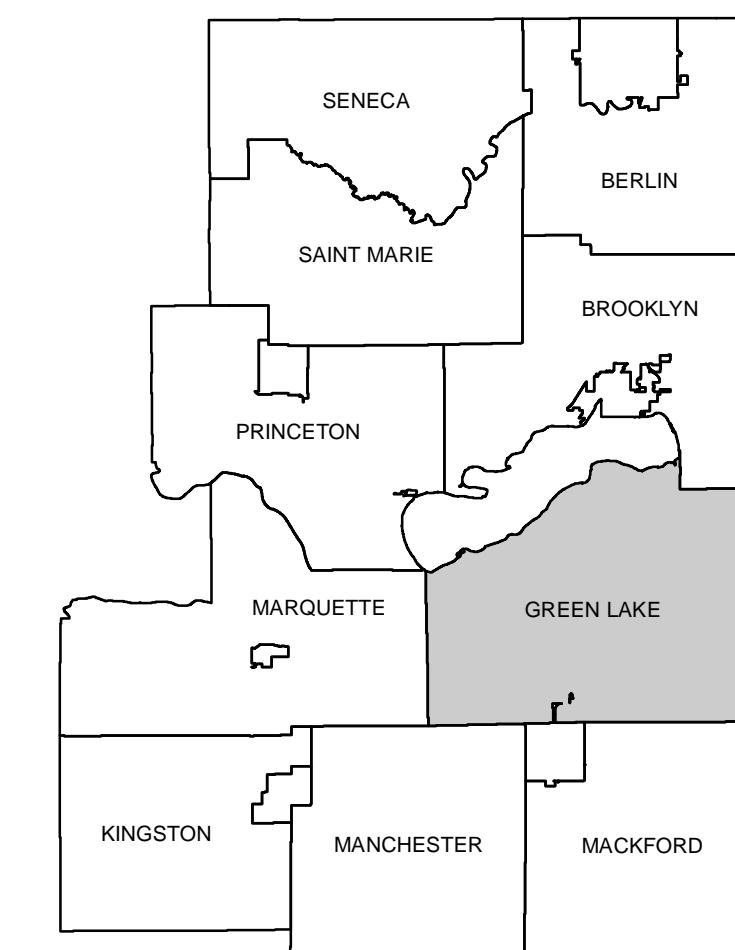 SENECA
BERLIN
SAINT MARIE
BROOKLYN
PRINCETON
MARQUETTE
GREEN LAKE
KINGSTON
MANCHESTER
MACKFORD